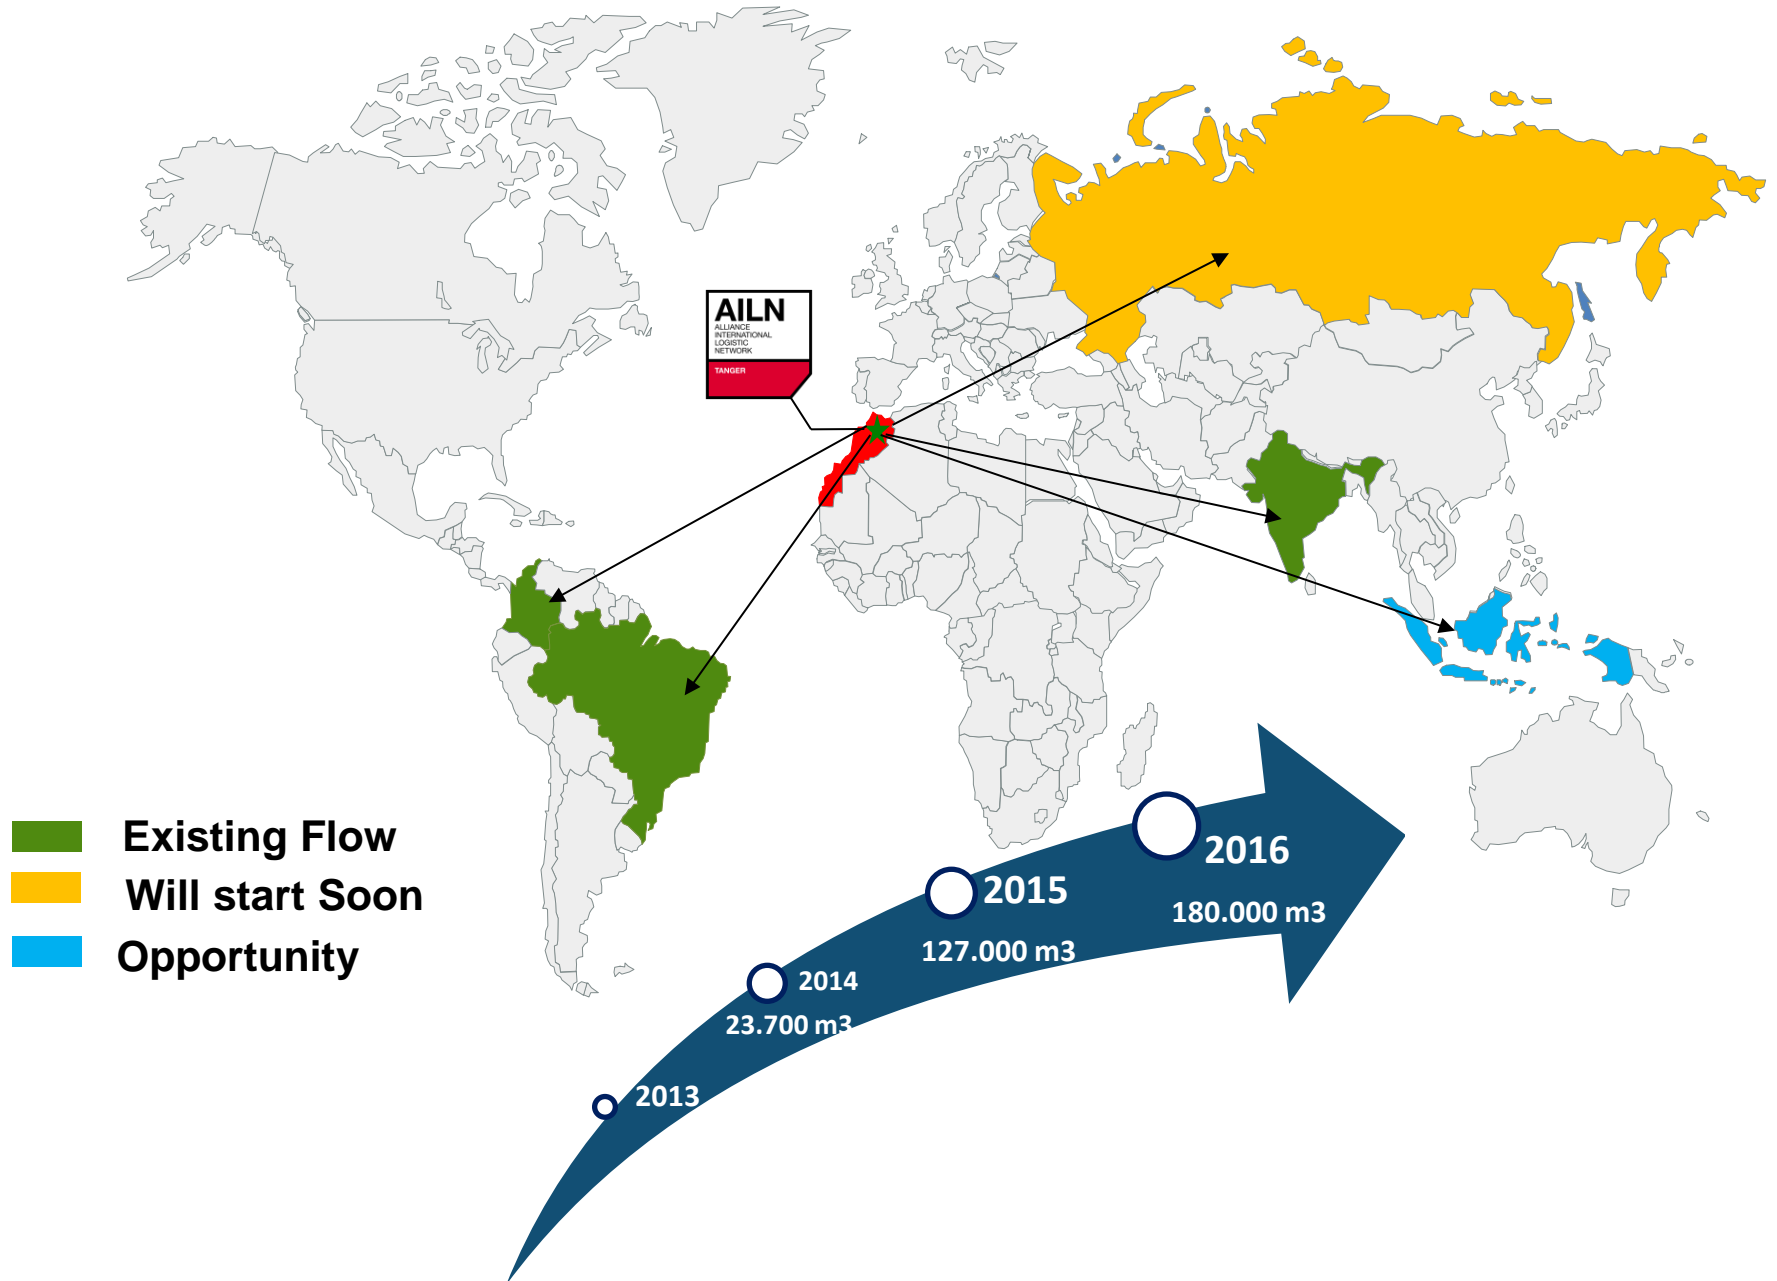 AILN
ALLIANCE
INTERNATIONAL
LOGISTIC
NETWORK
TANGER
Existing Flow
Will start Soon
Opportunity
2016
180.000 m3
2015
127.000 m3
2014
23.700 m3
2013